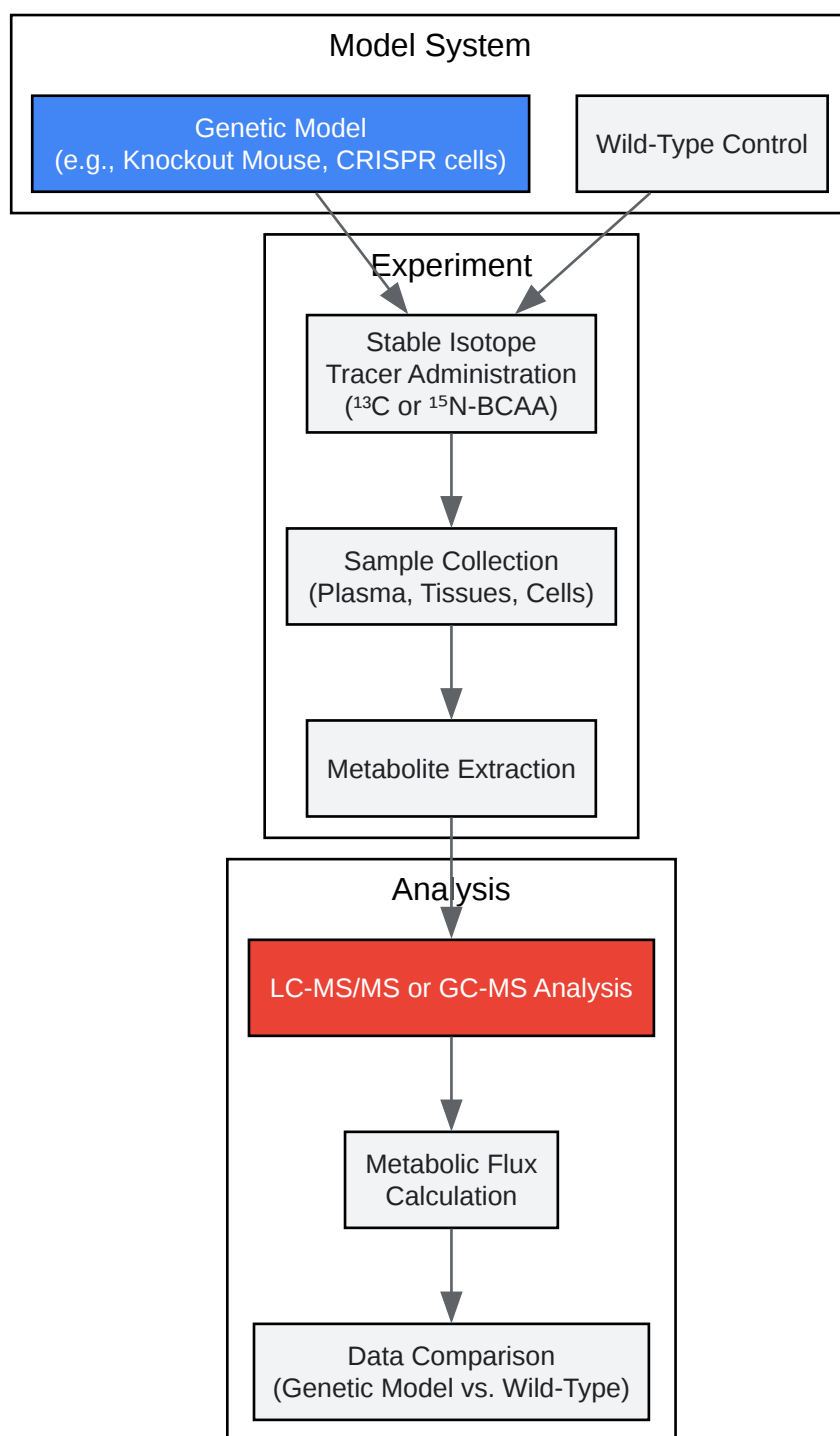 Model System
Genetic Model
(e.g., Knockout Mouse, CRISPR cells)
Wild-Type Control
Experiment
Stable Isotope
Tracer Administration
(¹³C or ¹⁵N-BCAA)
Sample Collection
(Plasma, Tissues, Cells)
Metabolite Extraction
Analysis
LC-MS/MS or GC-MS Analysis
Metabolic Flux
Calculation
Data Comparison
(Genetic Model vs. Wild-Type)